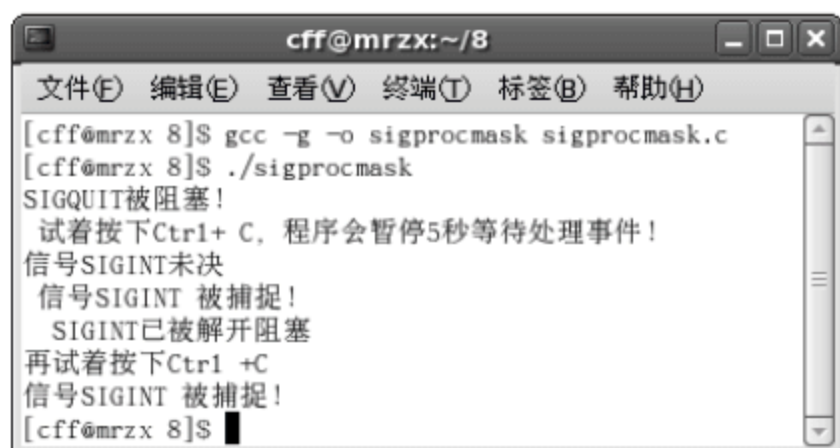 cff@mrzx:~/8
文件(F) 编辑(E) 查看(V) 终端(T) 标签(B) 帮助(H)
[cff@mrzx 8]$ gcc -g -o sigprocmask sigprocmask.c
[cff@mrzx 8]$ ./sigprocmask
SIGQUIT被阻塞!
试着按下Ctrl+ C, 程序会暂停5秒等待处理事件!
信号SIGINT未决
信号SIGINT 被捕捉!
SIGINT已被解开阻塞
再试着按下Ctrl +C
信号SIGINT 被捕捉!
[cff@mrzx 8]$